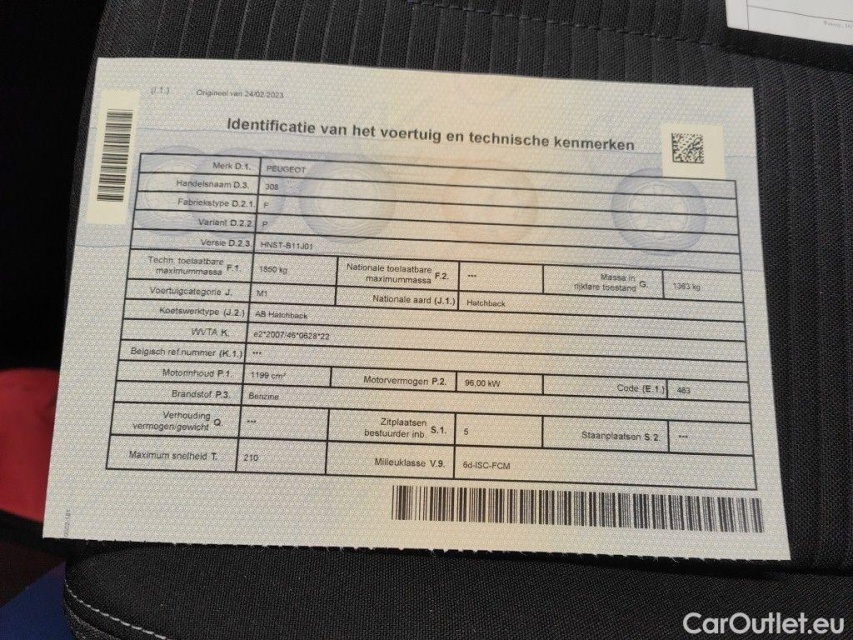 (J.1.) Origineel van 24/02/2023
Identificatie van het voertuig en technische kenmerken
Merk D.1. PEUGEOT
Handelsnaam D.3. 308
Fabriekstype D.2.1. F
Variant D.2.2. P
Versie D.2.3. HNST-B11J01
Techn. toelaatbare maximummassa F.1. 1850 kg Nationale toelaatbare maximummassa F.2. --- Massa in rijklare toestand G. 1363 kg
Voertuigcategorie J. M1 Nationale aard (J.1.) Hatchback
Koetswerktype (J.2.) AB Hatchback
WVTA K. e2*2007/46*0628*22
Belgisch ref.nummer (K.1.) ---
Motorinhoud P.1. 1199 cm³ Motorvermogen P.2. 96,00 kW Code (E.1.) 463
Brandstof P.3. Benzine
Verhouding vermogen/gewicht Q. --- Zitplaatsen bestuurder inb. S.1. 5 Staanplaatsen S.2. ---
Maximum snelheid T. 210 Milieuklasse V.9. 6d-ISC-FCM
CarOutlet.eu